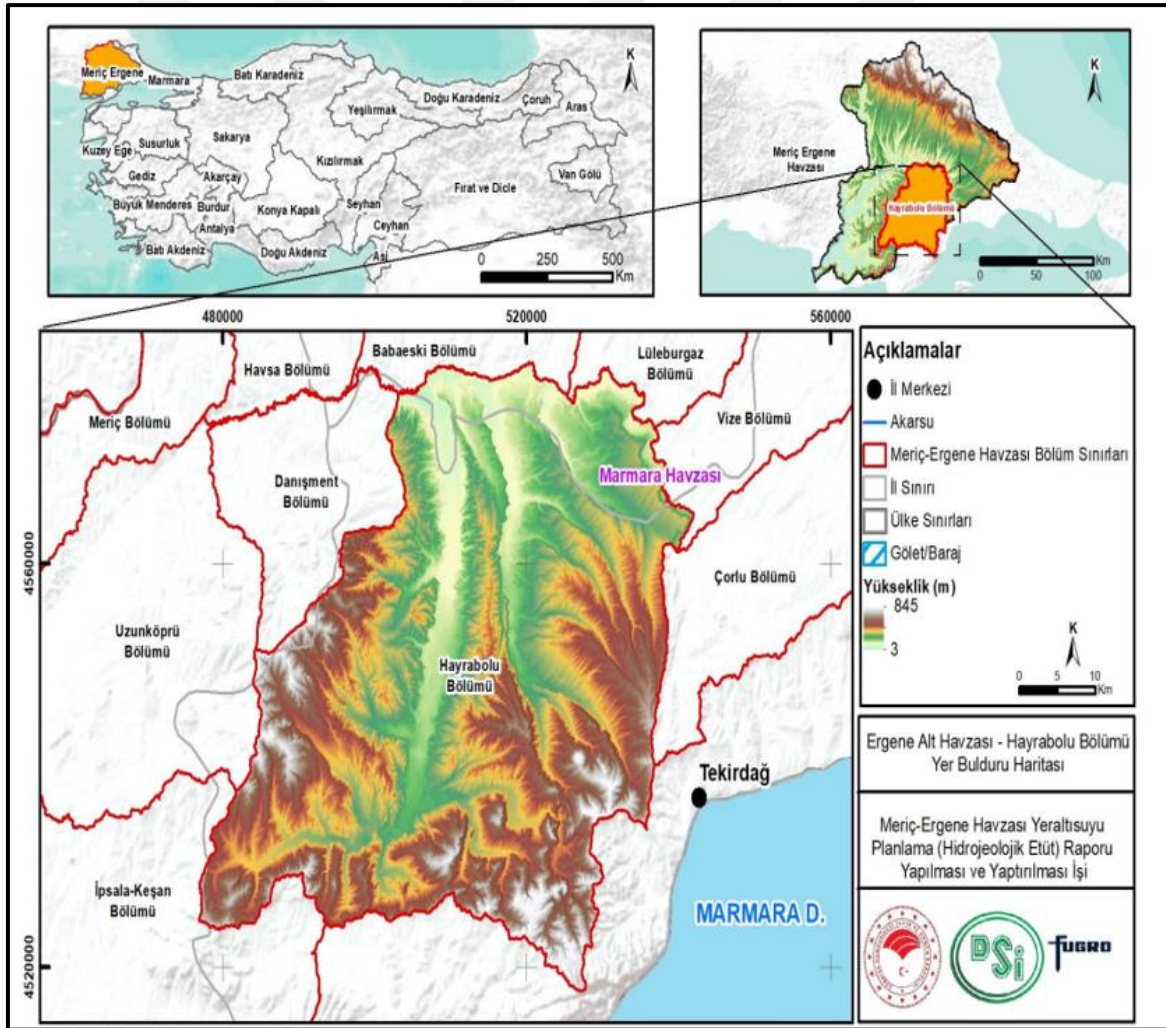 K
Meriç Ergene
Marmara
Batı Karadeniz
Doğu Karadeniz
Çoruh
Aras
Yeşilırmak
Kuzey Ege
Susurluk
Sakarya
Kızılırmak
Gediz
Akarçay
Fırat ve Dicle
Van Gölü
Büyük Menderes
Burdur
Konya Kapalı
Seyhan
Antalya
Ceyhan
Batı Akdeniz
Doğu Akdeniz
Asi
0 250 500
Km
K
Meriç Ergene
Havzası
Hayrabolu Bölümü
Km
0 50 100
480000 520000 560000
4560000
4520000
Babaeski Bölümü
Havsa Bölümü
Lüleburgaz
Bölümü
Meriç Bölümü
Vize Bölümü
Danışment
Bölümü
Marmara Havzası
Çorlu Bölümü
Uzunköprü
Bölümü
Hayrabolu
Bölümü
Tekirdağ
İpsala-Keşan
Bölümü
MARMARA D.
Açıklamalar
İl Merkezi
Akarsu
Meriç-Ergene Havzası Bölüm Sınırları
İl Sınırı
Ülke Sınırları
Gölet/Baraj
Yükseklik (m)
845
3
K
0 5 10
Km
Ergene Alt Havzası - Hayrabolu Bölümü
Yer Bulduru Haritası
Meriç-Ergene Havzası Yeraltısuyu
Planlama (Hidrojeolojik Etüt) Raporu
Yapılması ve Yaptırılması İşi
DSİ
FUGRO